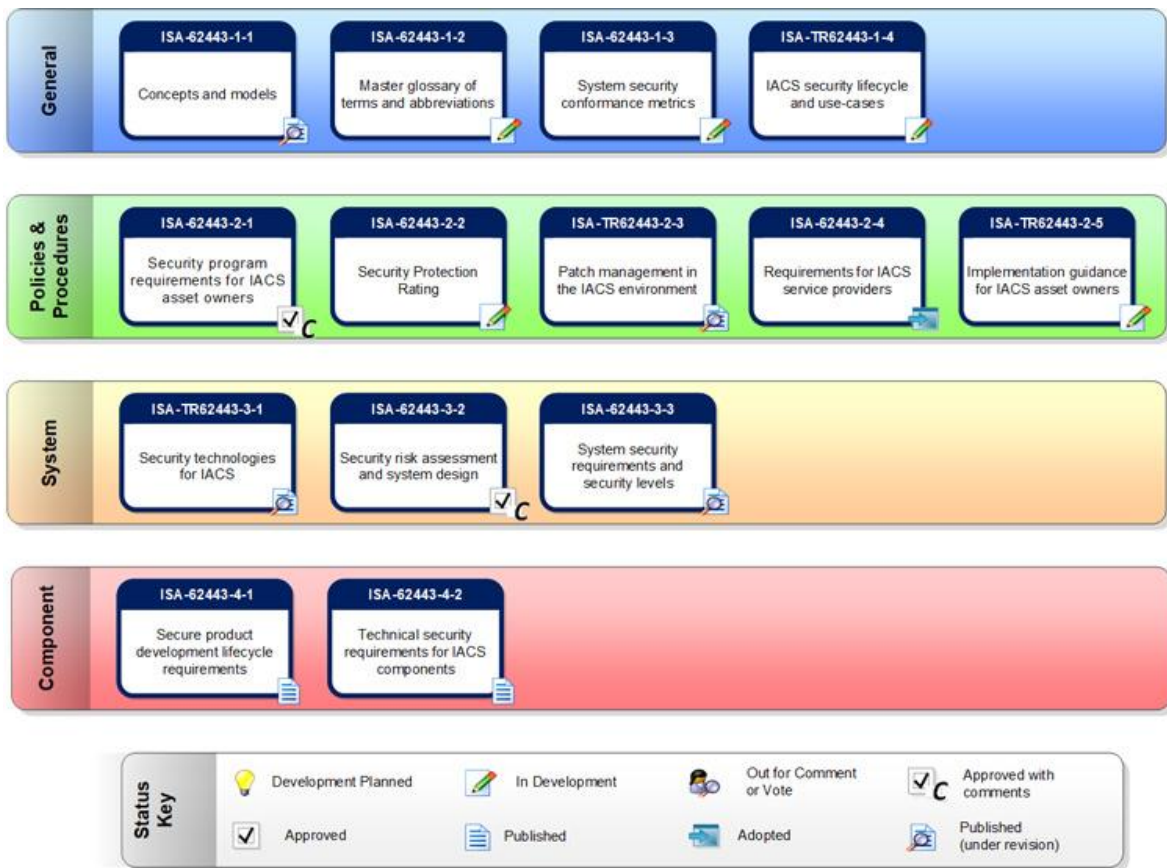 General
ISA-62443-1-1
Concepts and models
ISA-62443-1-2
Master glossary of
terms and abbreviations
ISA-62443-1-3
System security
conformance metrics
ISA-TR62443-1-4
IACS security lifecycle
and use-cases
Policies &
Procedures
ISA-62443-2-1
Security program
requirements for IACS
asset owners
C
ISA-62443-2-2
Security Protection
Rating
ISA-TR62443-2-3
Patch management in
the IACS environment
ISA-62443-2-4
Requirements for IACS
service providers
ISA-TR62443-2-5
Implementation guidance
for IACS asset owners
System
ISA-TR62443-3-1
Security technologies
for IACS
ISA-62443-3-2
Security risk assessment
and system design
C
ISA-62443-3-3
System security
requirements and
security levels
Component
ISA-62443-4-1
Secure product
development lifecycle
requirements
ISA-62443-4-2
Technical security
requirements for IACS
components
Status
Key
Development Planned
In Development
Out for Comment
or Vote
C
Approved with
comments
Approved
Published
Adopted
Published
(under revision)